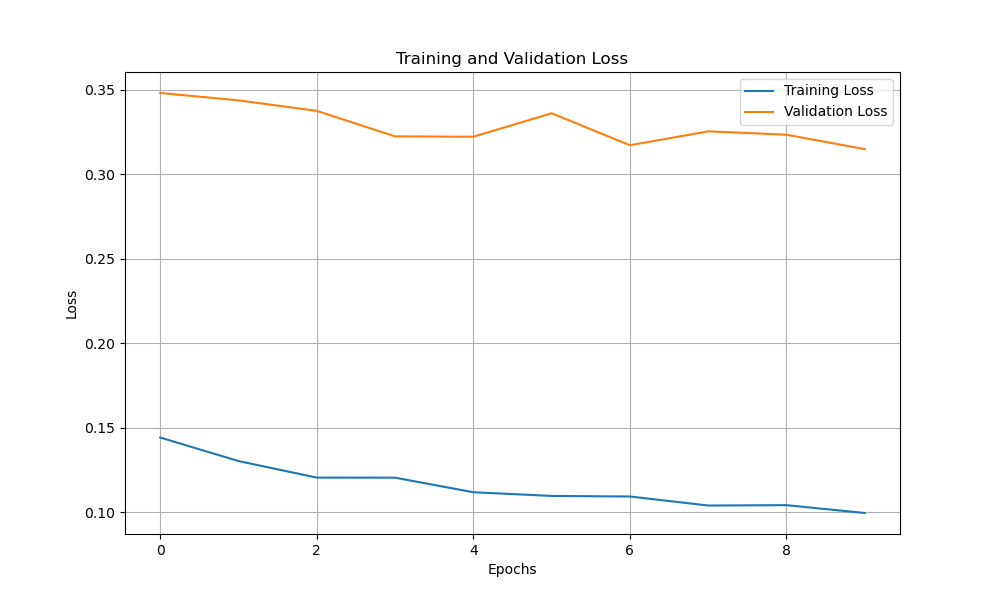 Training and Validation Loss
Training Loss
Validation Loss
0.35
0.30
0.25
0.20
0.15
0.10
Loss
0 2 4 6 8
Epochs